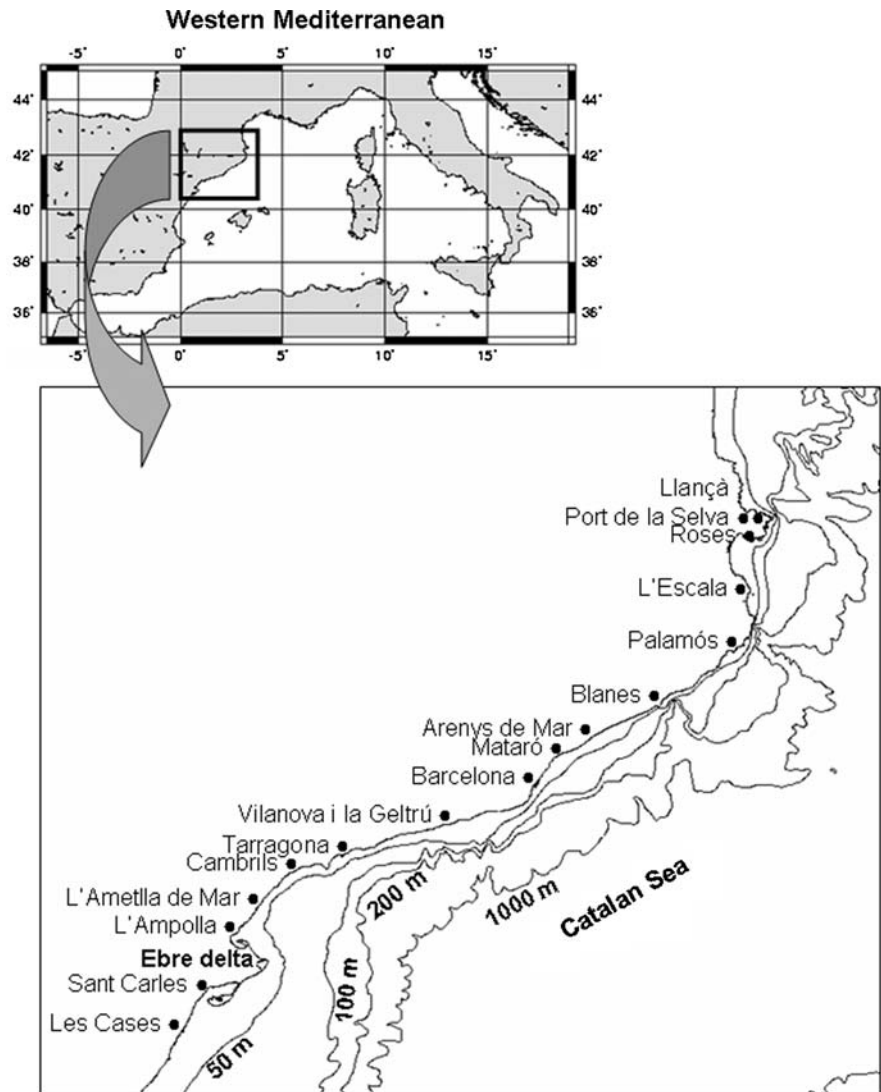 Western Mediterranean
-5° 0° 5° 10° 15°
44° 44°
42° 42°
40° 40°
38° 38°
36° 36°
-5° 0° 5° 10° 15°
Llançà
Port de la Selva
Roses
L'Escala
Palamós
Blanes
Arenys de Mar
Mataró
Barcelona
Vilanova i la Geltrú
Tarragona
Cambrils
L'Ametlla de Mar
L'Ampolla
Ebre delta
Sant Carles
Les Cases
50 m
100 m
200 m
1000 m
Catalan Sea